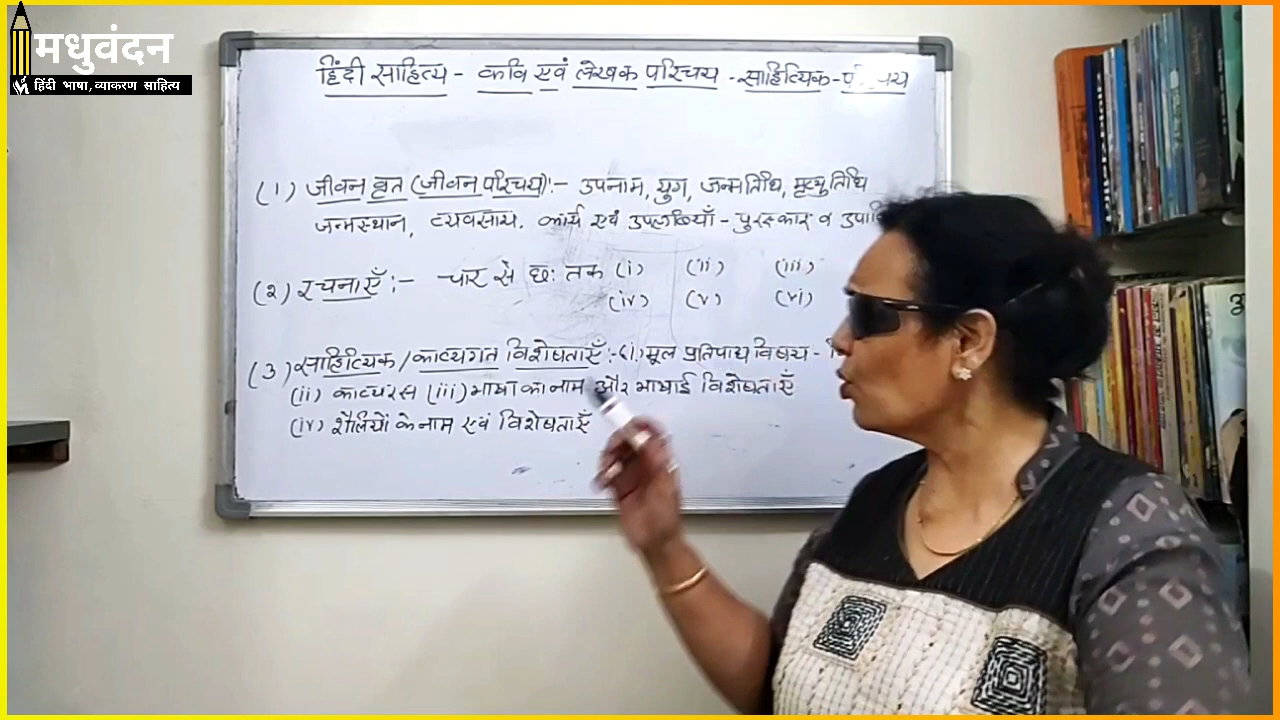 मधुवंदन
हिंदी भाषा,व्याकरण साहित्य
हिंदी साहित्य - कवि एवं लेखक परिचय - साहित्यिक-
(1) जीवन वृत (जीवन परिचय):- उपनाम, युग, जन्मतिथि, मृत्यु तिथि
जन्मस्थान, व्यवसाय. कार्य एवं उपलब्धियाँ - पुरस्कार व
(2) रचनाएँ :- चार से छः तक (i) (ii) (iii)
(iv) (v) (vi)
(3) साहित्यिक / काव्यगत विशेषताएँ :- (i) मूल प्रतिपाद्य विषय -
(ii) काव्यरस (iii) भाषा का नाम और भाषाई विशेषताएँ
(iv) शैलियों के नाम एवं विशेषताएँ